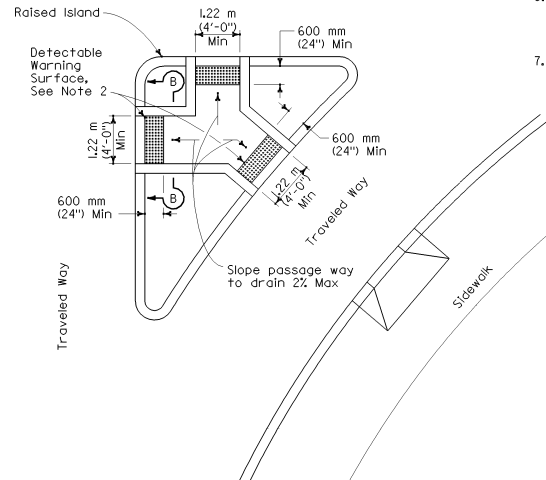 Raised Island
1.22 m
(4'-0")
Min
600 mm
(24") Min
7.
Detectable
Warning
Surface,
See Note 2
B
1.22 m
(4'-0")
Min
600 mm
(24") Min
1.22 m
(4'-0")
Min
B
600 mm
(24") Min
Traveled Way
Slope passage way
to drain 2% Max
Sidewalk
Traveled Way